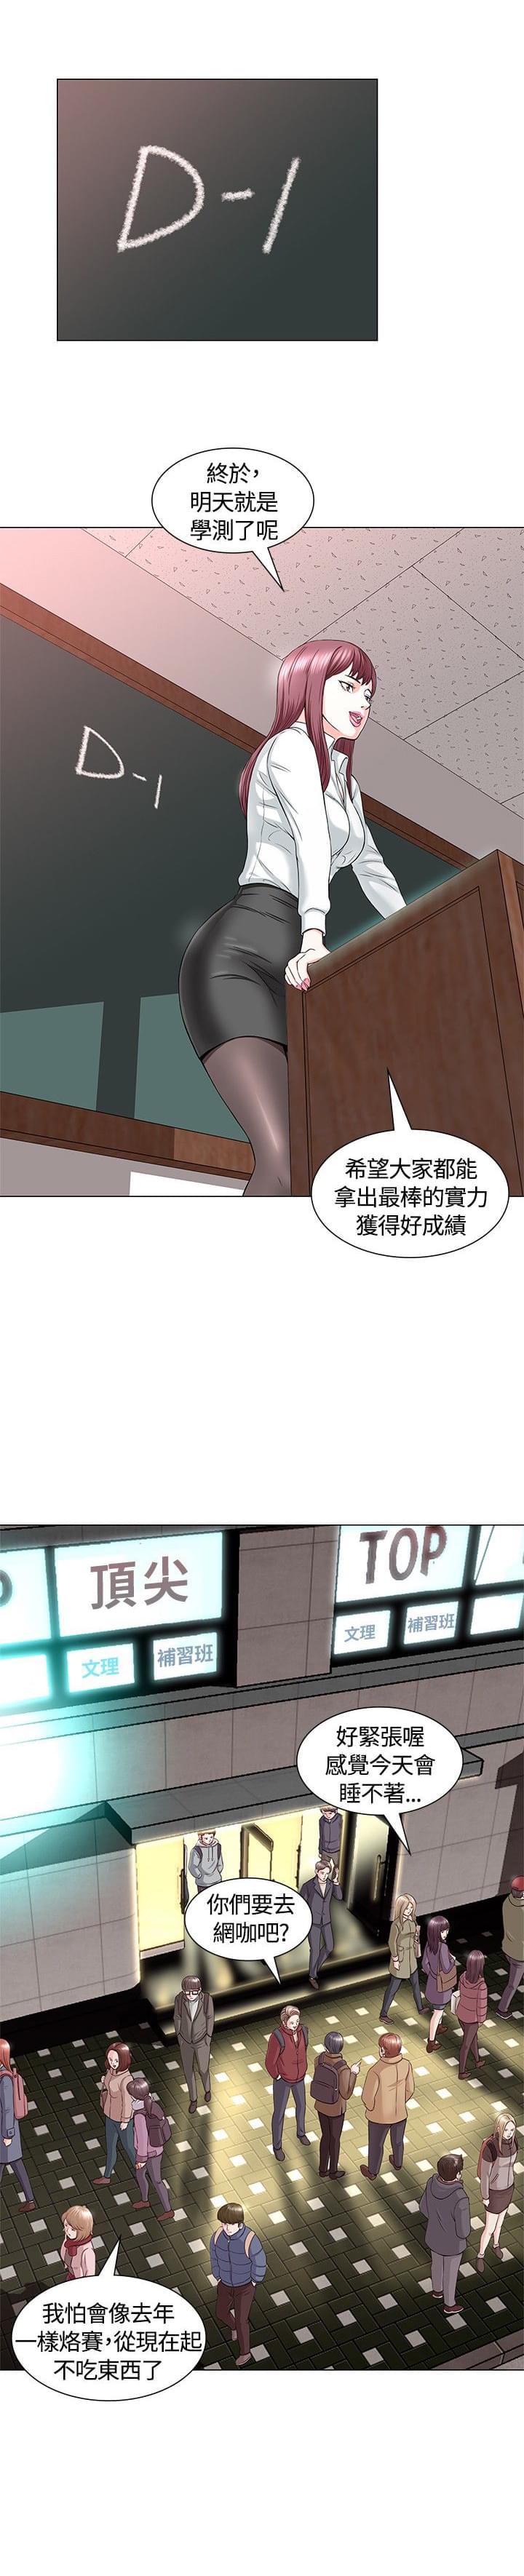 D-1
終於，
明天就是
學測了呢
D-1
希望大家都能
拿出最棒的實力
獲得好成績
頂尖
TOP
文理
補習班
文理
補習班
好緊張喔
感覺今天會
睡不著...
你們要去
網咖吧?
我怕會像去年
一樣烙賽，從現在起
不吃東西了